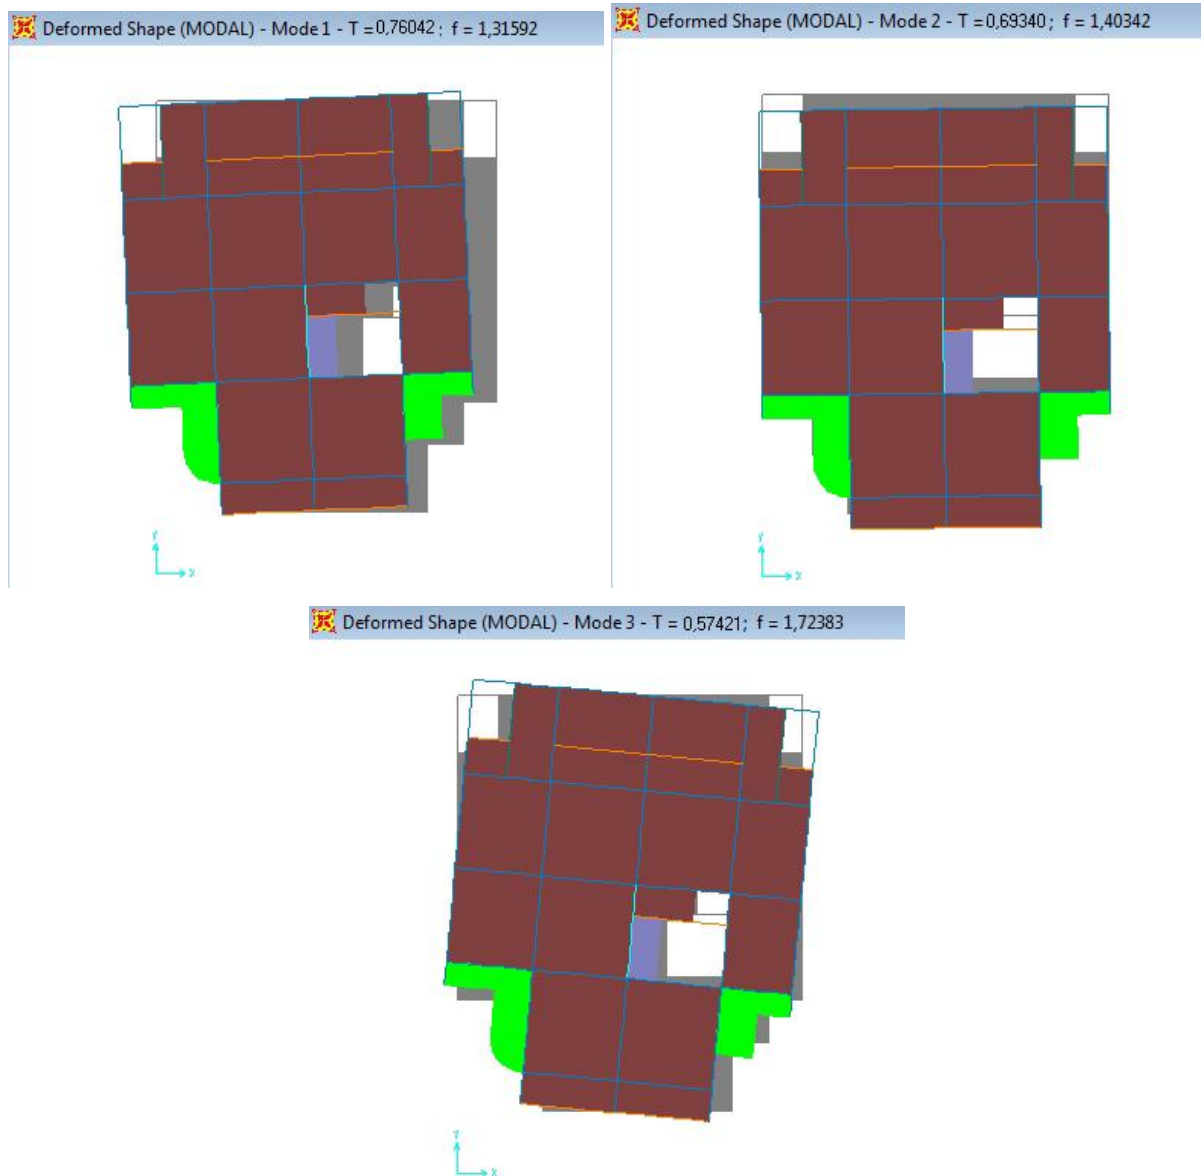 Deformed Shape (MODAL) - Mode 1 - T = 0,76042 ; f = 1,31592
Deformed Shape (MODAL) - Mode 2 - T = 0,69340 ; f = 1,40342
Y
X
Y
X
Deformed Shape (MODAL) - Mode 3 - T = 0,57421; f = 1,72383
Y
X